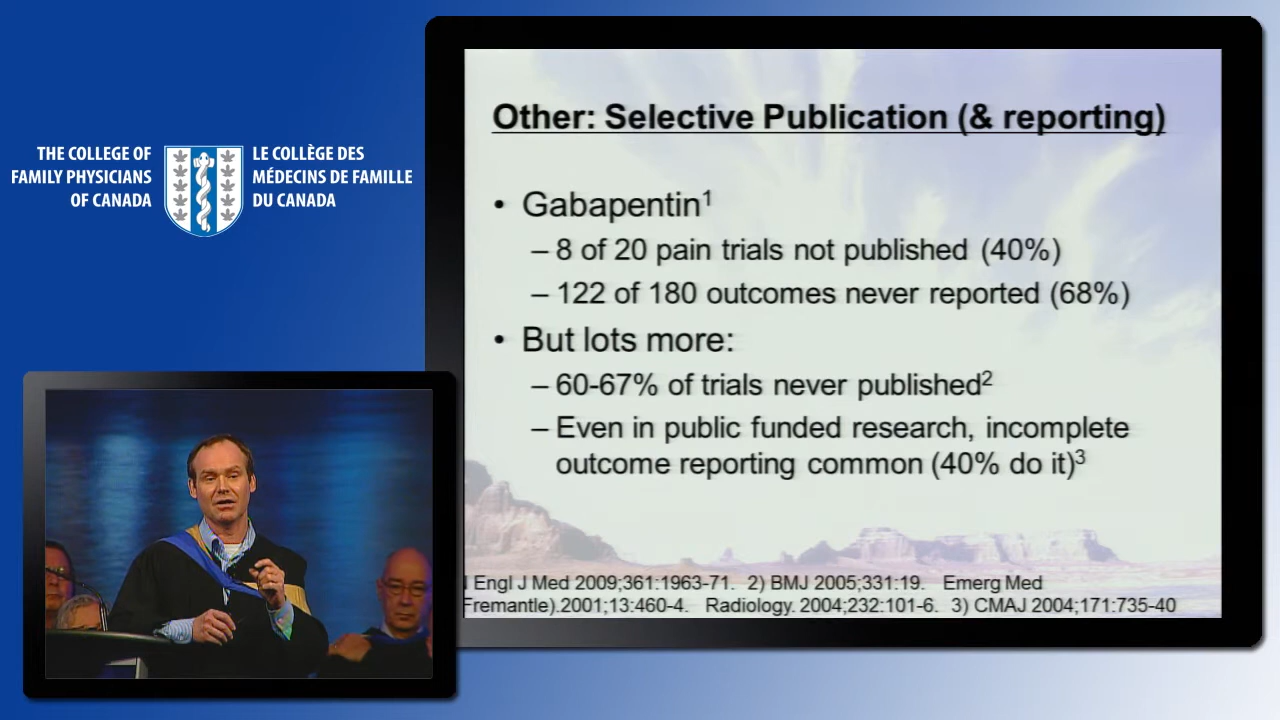 THE COLLEGE OF
FAMILY PHYSICIANS
OF CANADA
LE COLLÈGE DES
MÉDECINS DE FAMILLE
DU CANADA
Other: Selective Publication (& reporting)
• Gabapentin1
– 8 of 20 pain trials not published (40%)
– 122 of 180 outcomes never reported (68%)
• But lots more:
– 60-67% of trials never published2
– Even in public funded research, incomplete
outcome reporting common (40% do it)3
Engl J Med 2009;361:1963-71. 2) BMJ 2005;331:19. Emerg Med
Fremantle).2001;13:460-4. Radiology. 2004;232:101-6. 3) CMAJ 2004;171:735-40